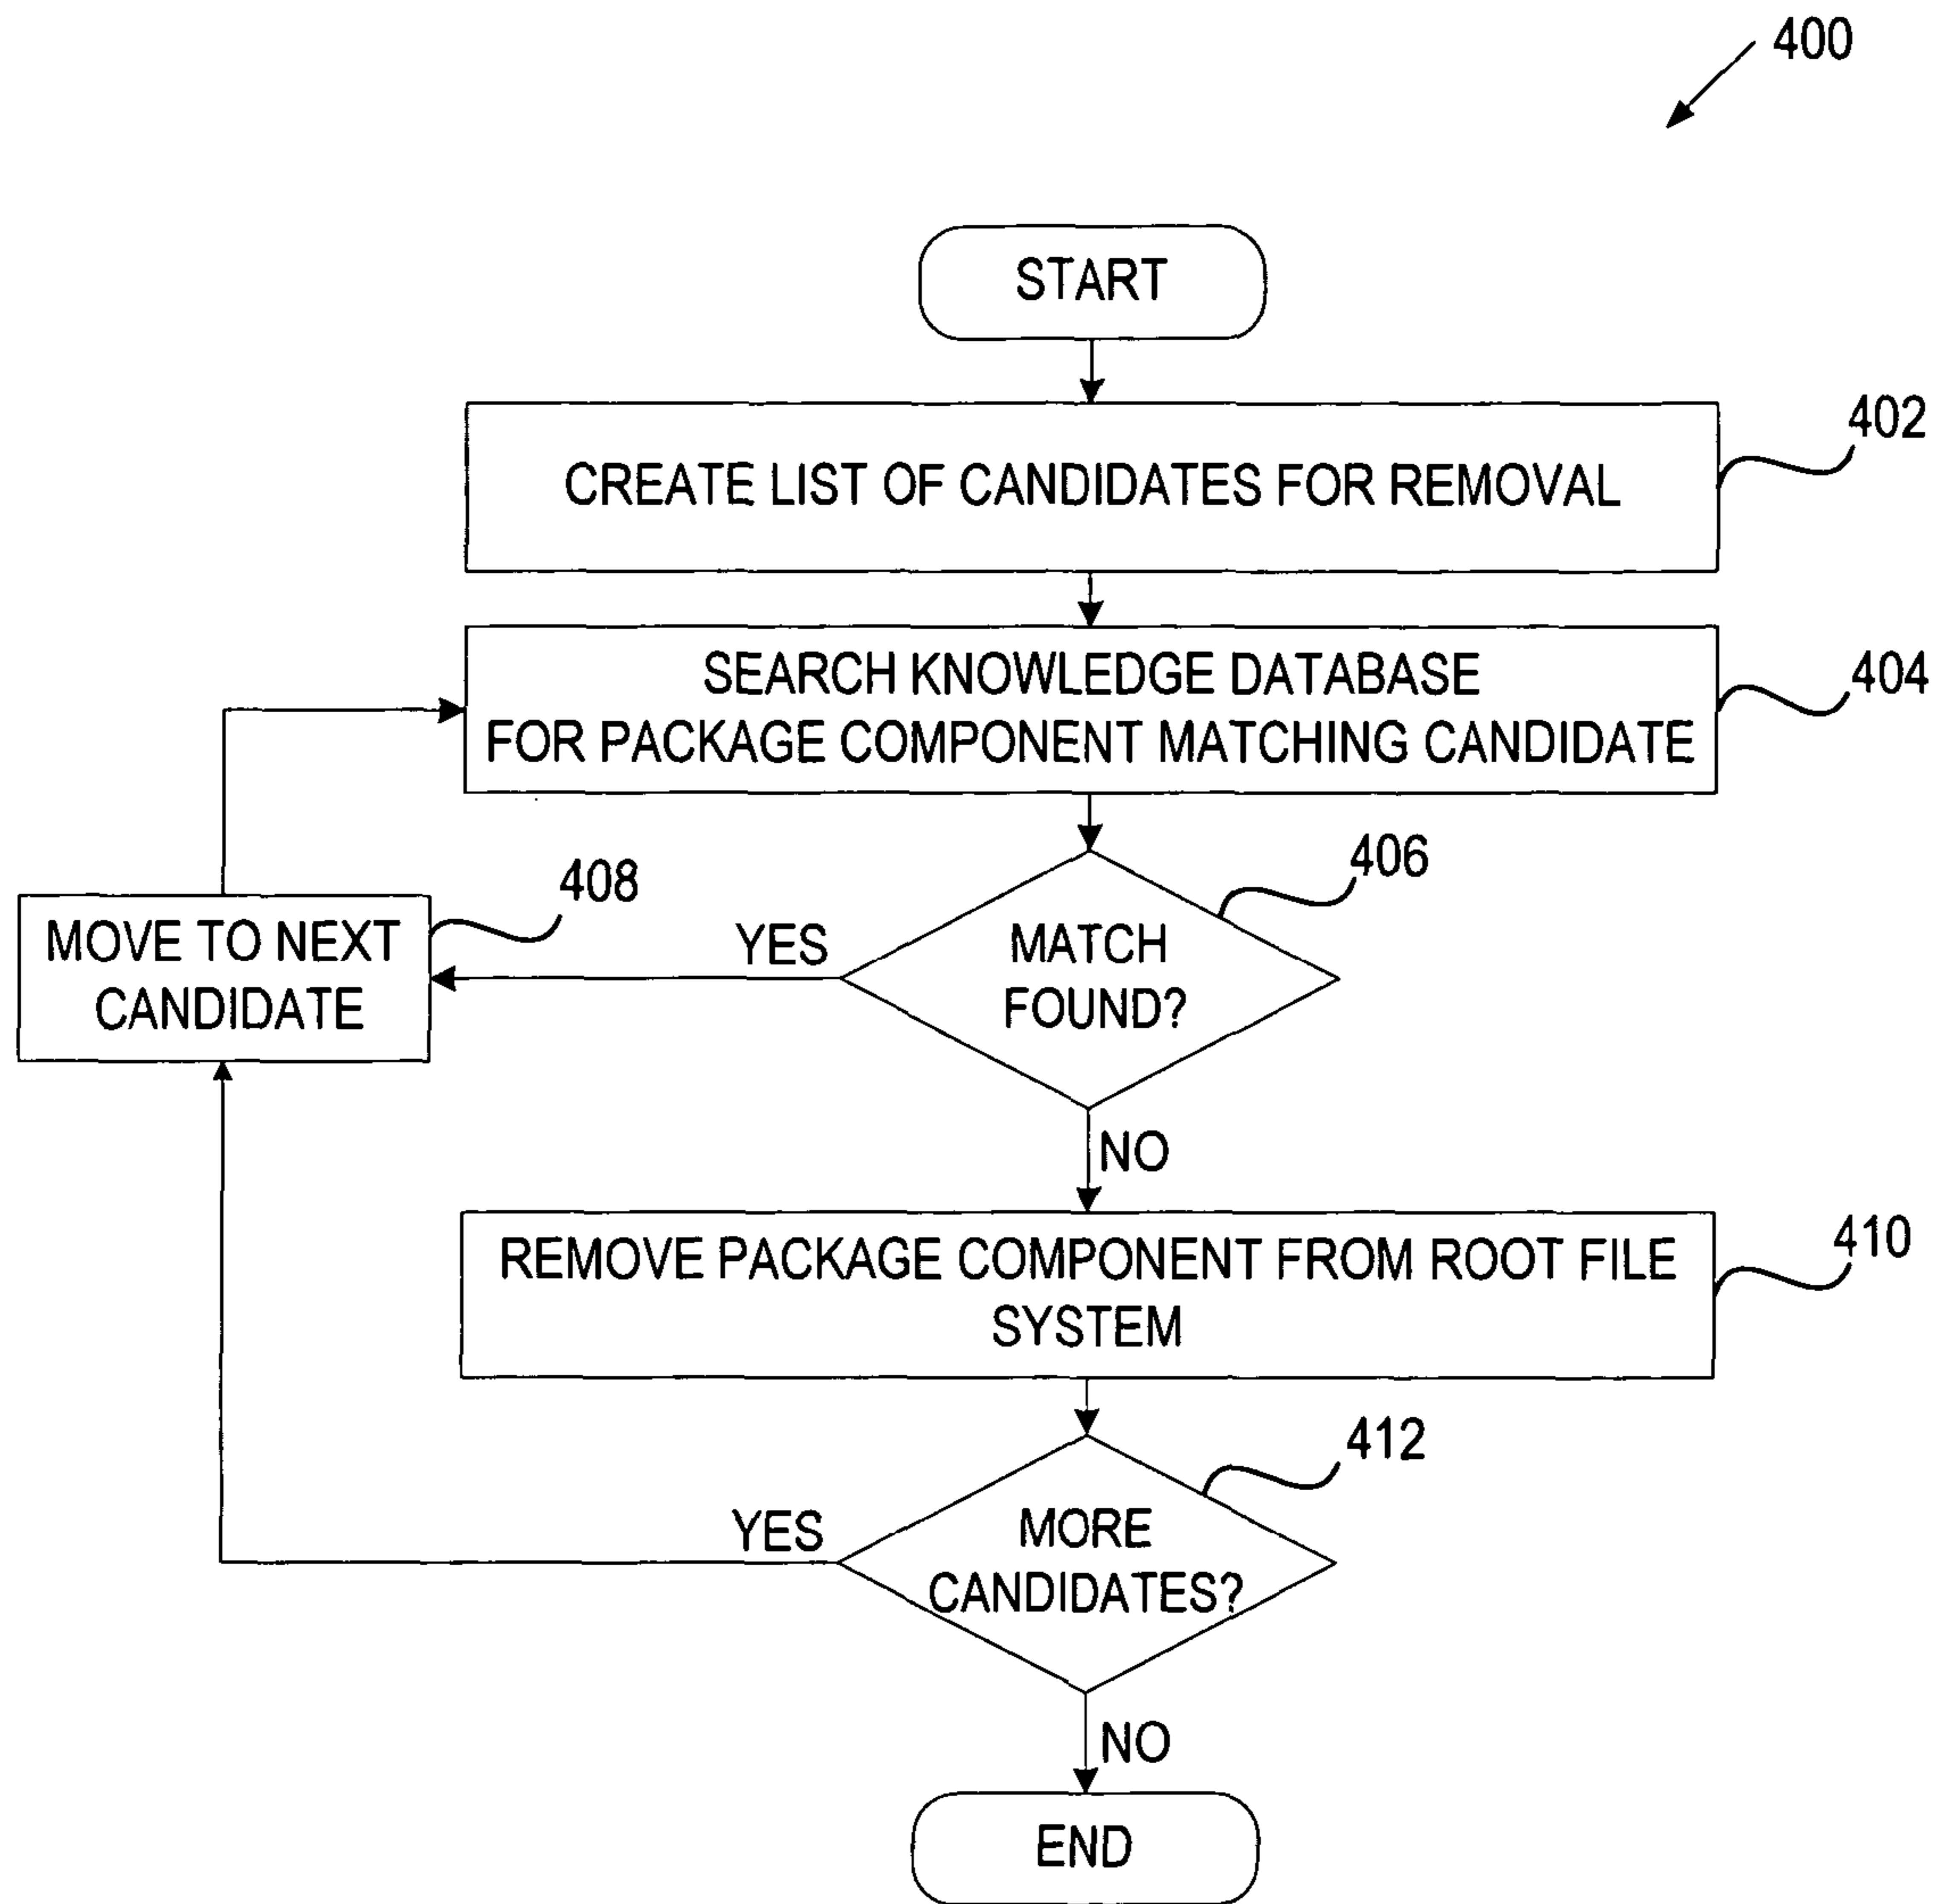 400
START
402
CREATE LIST OF CANDIDATES FOR REMOVAL
404
SEARCH KNOWLEDGE DATABASE
FOR PACKAGE COMPONENT MATCHING CANDIDATE
406
408
MOVE TO NEXT
CANDIDATE
YES
MATCH
FOUND?
NO
410
REMOVE PACKAGE COMPONENT FROM ROOT FILE
SYSTEM
412
YES
MORE
CANDIDATES?
NO
END